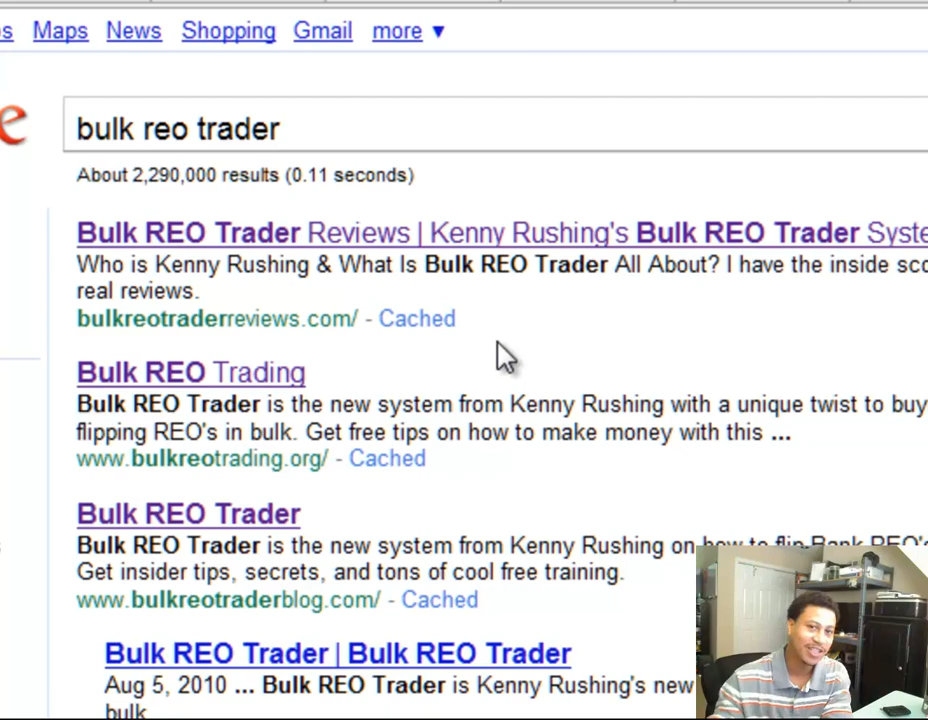 Maps News Shopping Gmail more ▼
bulk reo trader
About 2,290,000 results (0.11 seconds)
Bulk REO Trader Reviews | Kenny Rushing's Bulk REO Trader
Who is Kenny Rushing & What Is Bulk REO Trader All About? I have the inside
real reviews.
bulkreotraderreviews.com/ - Cached
Bulk REO Trading
Bulk REO Trader is the new system from Kenny Rushing with a unique twist to buy
flipping REO's in bulk. Get free tips on how to make money with this ...
www.bulkreotrading.org/ - Cached
Bulk REO Trader
Bulk REO Trader is the new system from Kenny Rushing on how to flip Bank REO's
Get insider tips, secrets, and tons of cool free training.
www.bulkreotraderblog.com/ - Cached
Bulk REO Trader | Bulk REO Trader
Aug 5, 2010 ... Bulk REO Trader is Kenny Rushing's new
bulk